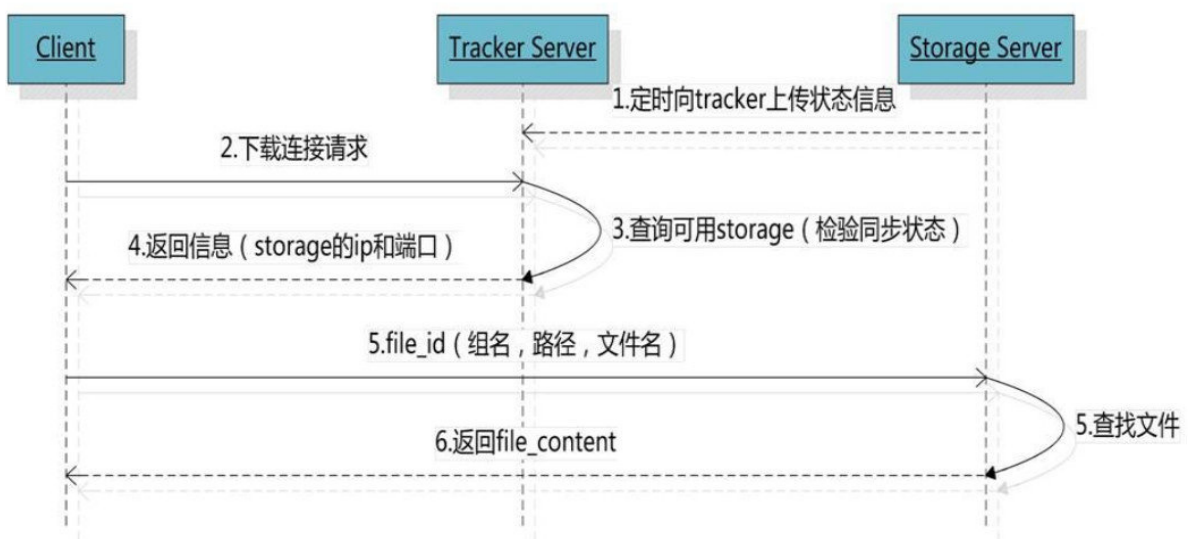 Client
Tracker Server
Storage Server
1.定时向tracker上传状态信息
2.下载连接请求
3.查询可用storage（检验同步状态）
4.返回信息（storage的ip和端口）
5.file_id（组名，路径，文件名）
5.查找文件
6.返回file_content